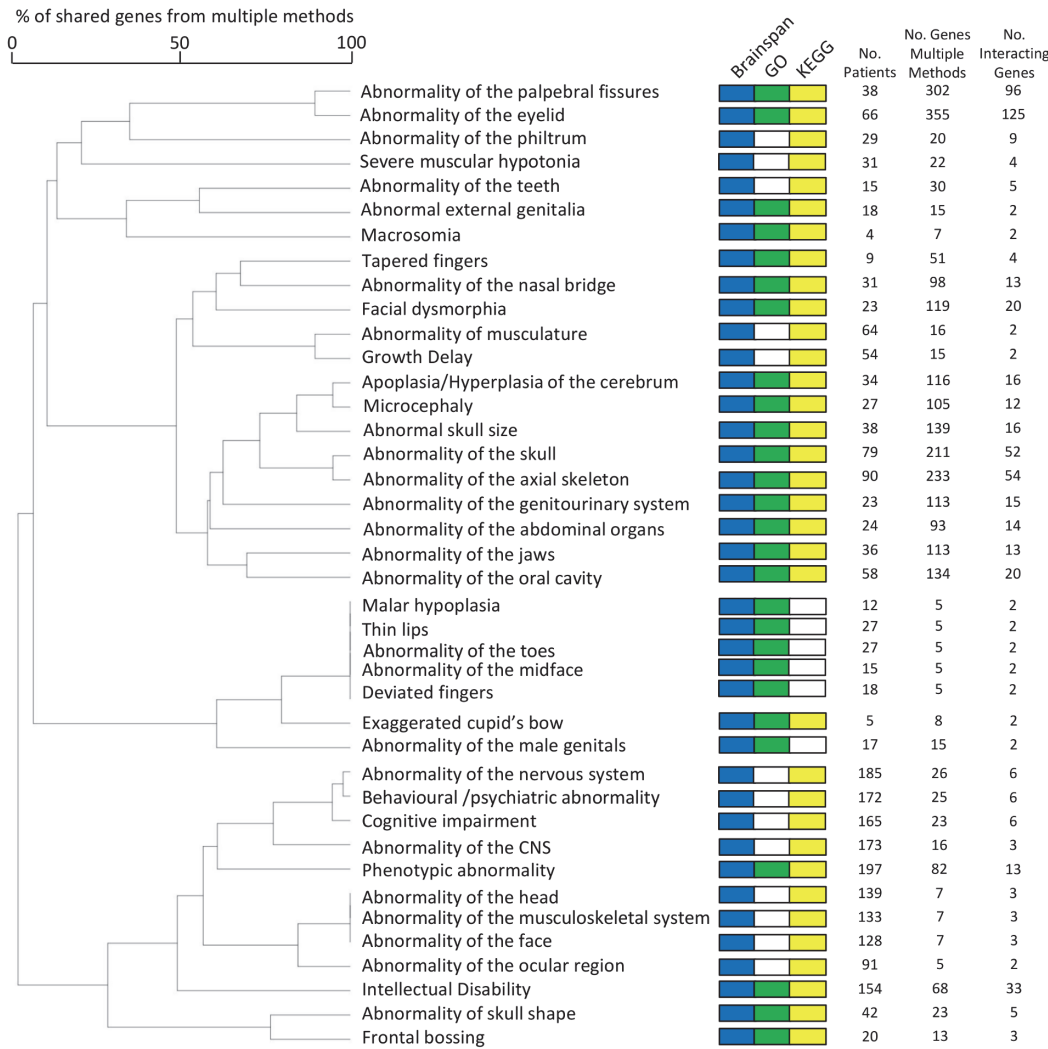 % of shared genes from multiple methods
0 50 100
Brainspan GO KEGG No. Patients No. Genes Multiple Methods No. Interacting Genes
Abnormality of the palpebral fissures 38 302 96
Abnormality of the eyelid 66 355 125
Abnormality of the philtrum 29 20 9
Severe muscular hypotonia 31 22 4
Abnormality of the teeth 15 30 5
Abnormal external genitalia 18 15 2
Macrosomia 4 7 2
Tapered fingers 9 51 4
Abnormality of the nasal bridge 31 98 13
Facial dysmorphia 23 119 20
Abnormality of musculature 64 16 2
Growth Delay 54 15 2
Apoplasia/Hyperplasia of the cerebrum 34 116 16
Microcephaly 27 105 12
Abnormal skull size 38 139 16
Abnormality of the skull 79 211 52
Abnormality of the axial skeleton 90 233 54
Abnormality of the genitourinary system 23 113 15
Abnormality of the abdominal organs 24 93 14
Abnormality of the jaws 36 113 13
Abnormality of the oral cavity 58 134 20
Malar hypoplasia 12 5 2
Thin lips 27 5 2
Abnormality of the toes 27 5 2
Abnormality of the midface 15 5 2
Deviated fingers 18 5 2
Exaggerated cupid’s bow 5 8 2
Abnormality of the male genitals 17 15 2
Abnormality of the nervous system 185 26 6
Behavioural /psychiatric abnormality 172 25 6
Cognitive impairment 165 23 6
Abnormality of the CNS 173 16 3
Phenotypic abnormality 197 82 13
Abnormality of the head 139 7 3
Abnormality of the musculoskeletal system 133 7 3
Abnormality of the face 128 7 3
Abnormality of the ocular region 91 5 2
Intellectual Disability 154 68 33
Abnormality of skull shape 42 23 5
Frontal bossing 20 13 3